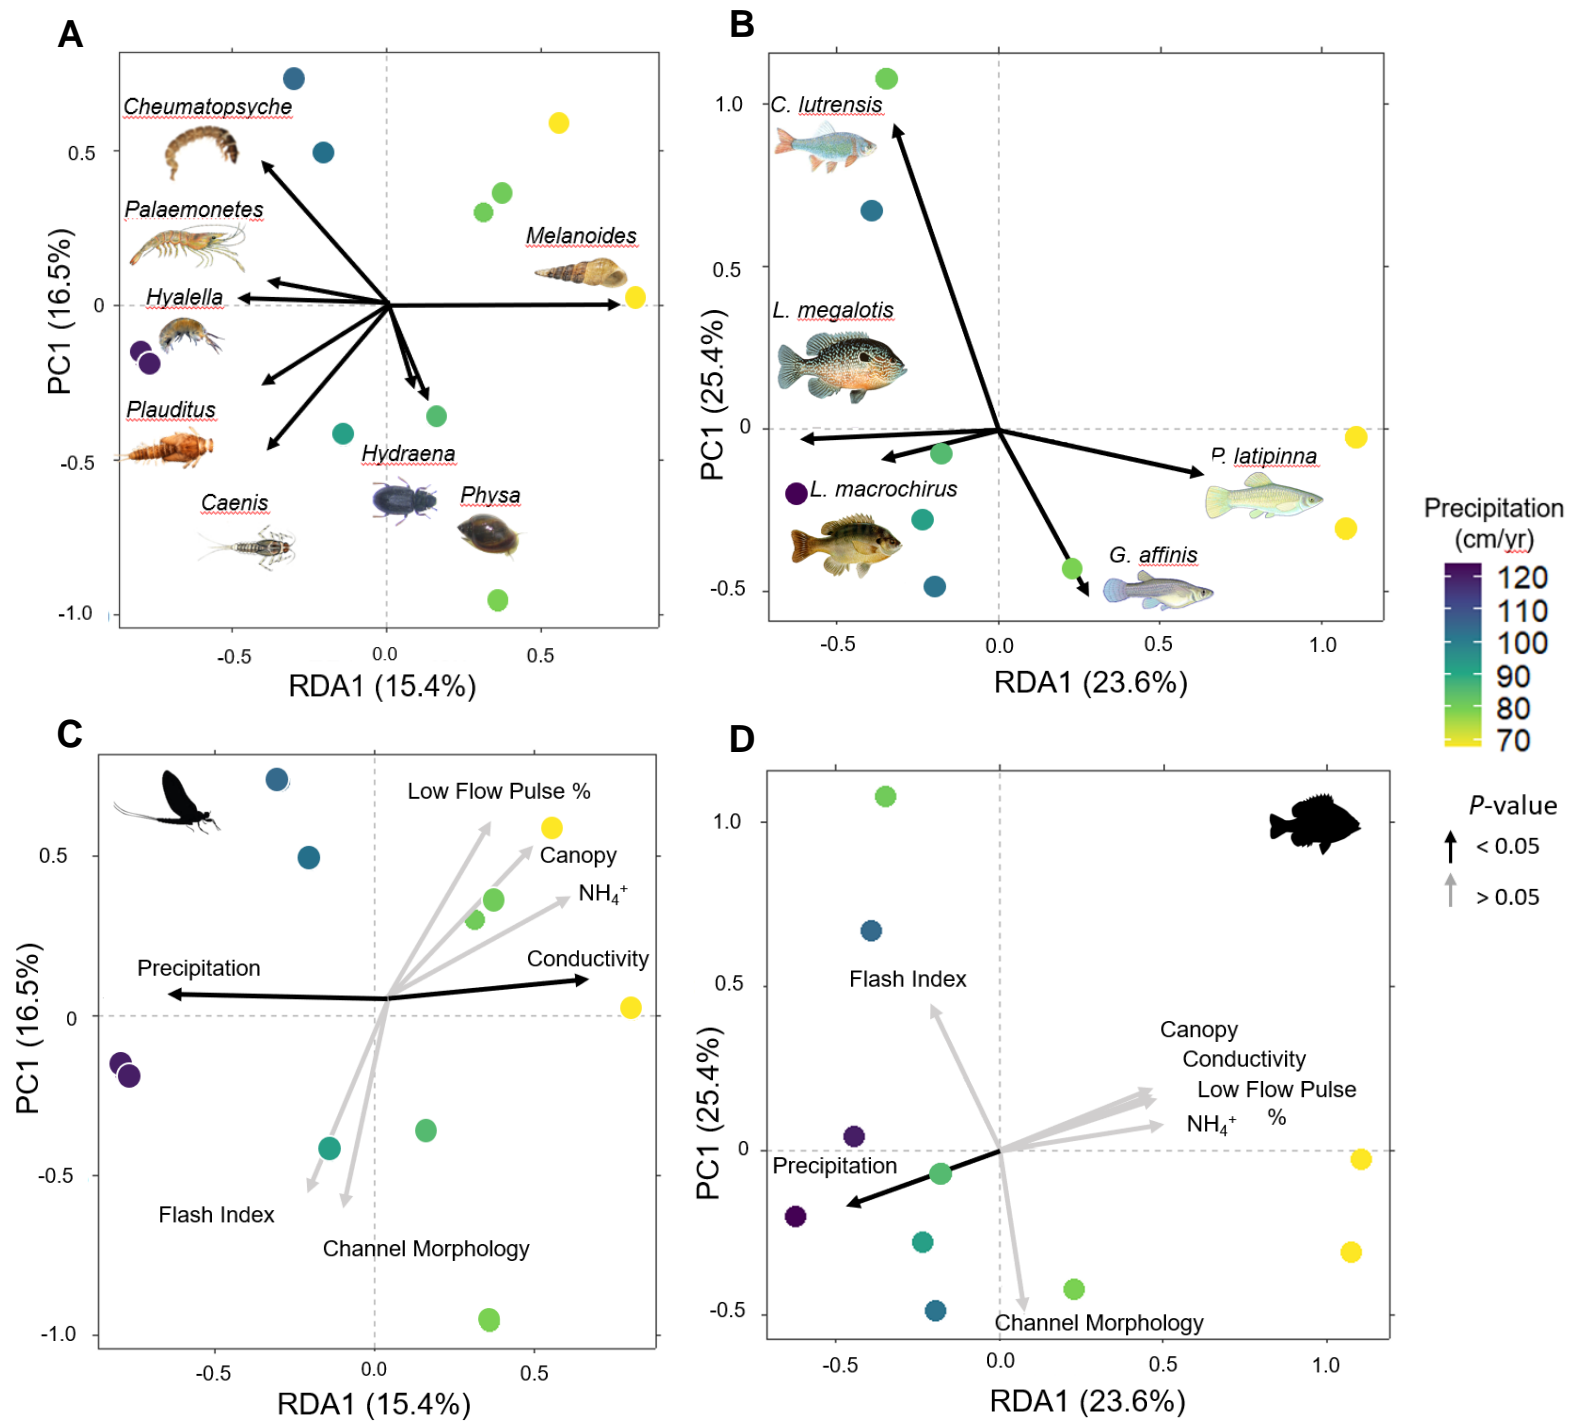 A
Cheumatopsyche
Palaemonetes
Hyalella
Plauditus
Caenis
Hydraena
Physa
Melanoides
0.5
0
-0.5
-1.0
-0.5
0.0
0.5
PC1 (16.5%)
RDA1 (15.4%)
B
C. lutrensis
L. megalotis
L. macrochirus
P. latipinna
G. affinis
1.0
0.5
0
-0.5
-0.5
0.0
0.5
1.0
PC1 (25.4%)
RDA1 (23.6%)
Precipitation
(cm/yr)
120
110
100
90
80
70
P-value
< 0.05
> 0.05
C
Low Flow Pulse %
Canopy
NH₄⁺
Conductivity
Precipitation
Flash Index
Channel Morphology
0.5
0
-0.5
-1.0
-0.5
0.0
0.5
PC1 (16.5%)
RDA1 (15.4%)
D
Flash Index
Canopy
Conductivity
Low Flow Pulse
%
NH₄⁺
Precipitation
Channel Morphology
1.0
0.5
0
-0.5
-0.5
0.0
0.5
1.0
PC1 (25.4%)
RDA1 (23.6%)